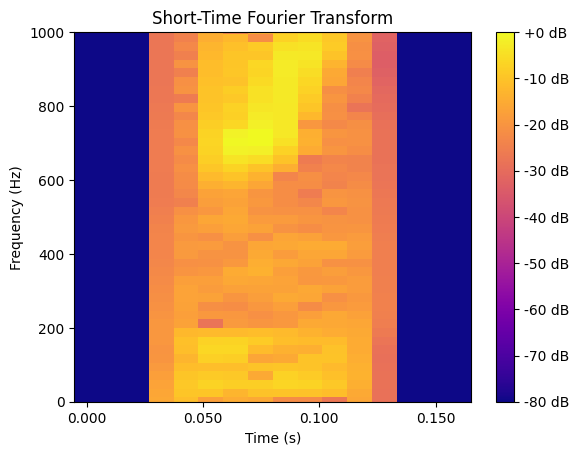 Short-Time Fourier Transform
1000
800
600
400
200
0
Frequency (Hz)
0.000
0.050
0.100
0.150
Time (s)
+0 dB
-10 dB
-20 dB
-30 dB
-40 dB
-50 dB
-60 dB
-70 dB
-80 dB